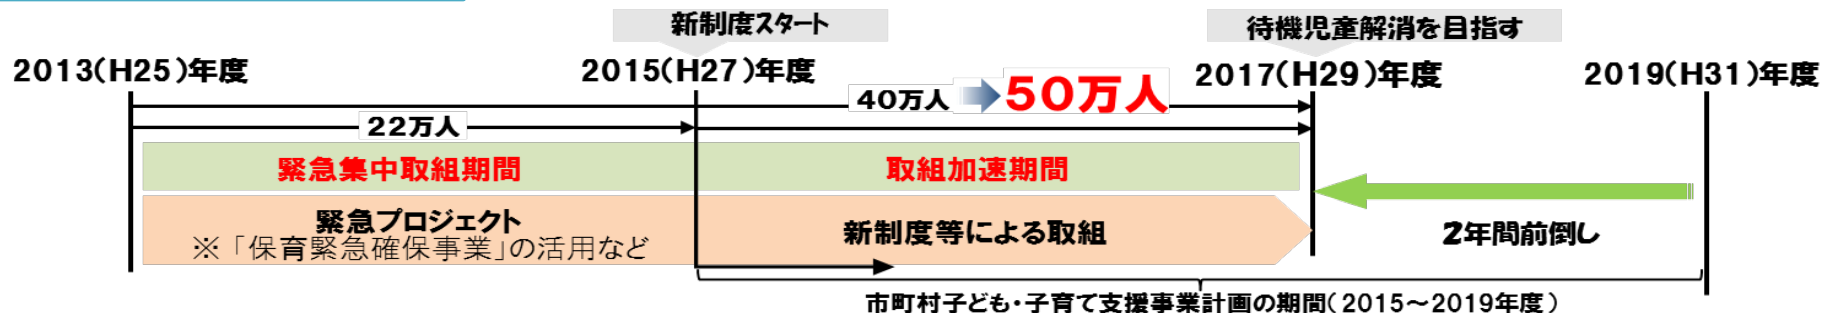 新制度スタート
待機児童解消を目指す
2013(H25)年度
2015(H27)年度
2017(H29)年度
2019(H31)年度
40万人
50万人
22万人
緊急集中取組期間
取組加速期間
緊急プロジェクト
※「保育緊急確保事業」の活用など
新制度等による取組
2年間前倒し
市町村子ども・子育て支援事業計画の期間(2015～2019年度)